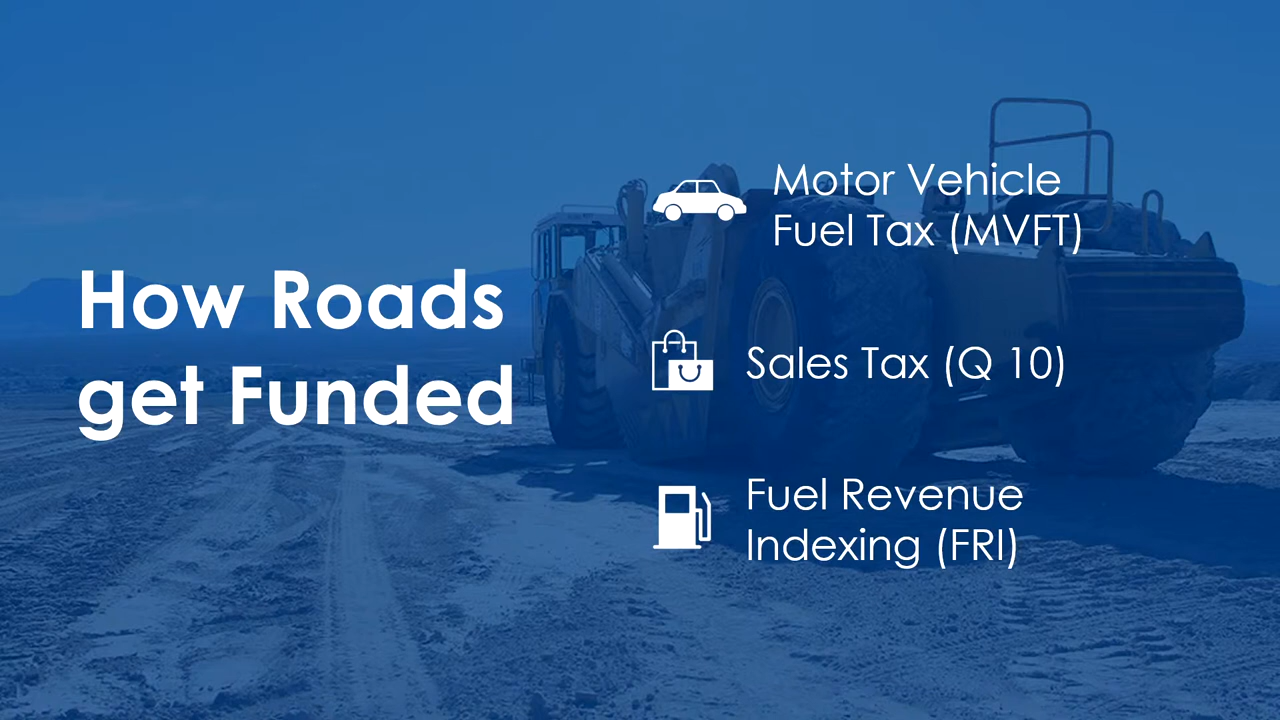 How Roads
get Funded
Motor Vehicle
Fuel Tax (MVFT)
Sales Tax (Q 10)
Fuel Revenue
Indexing (FRI)